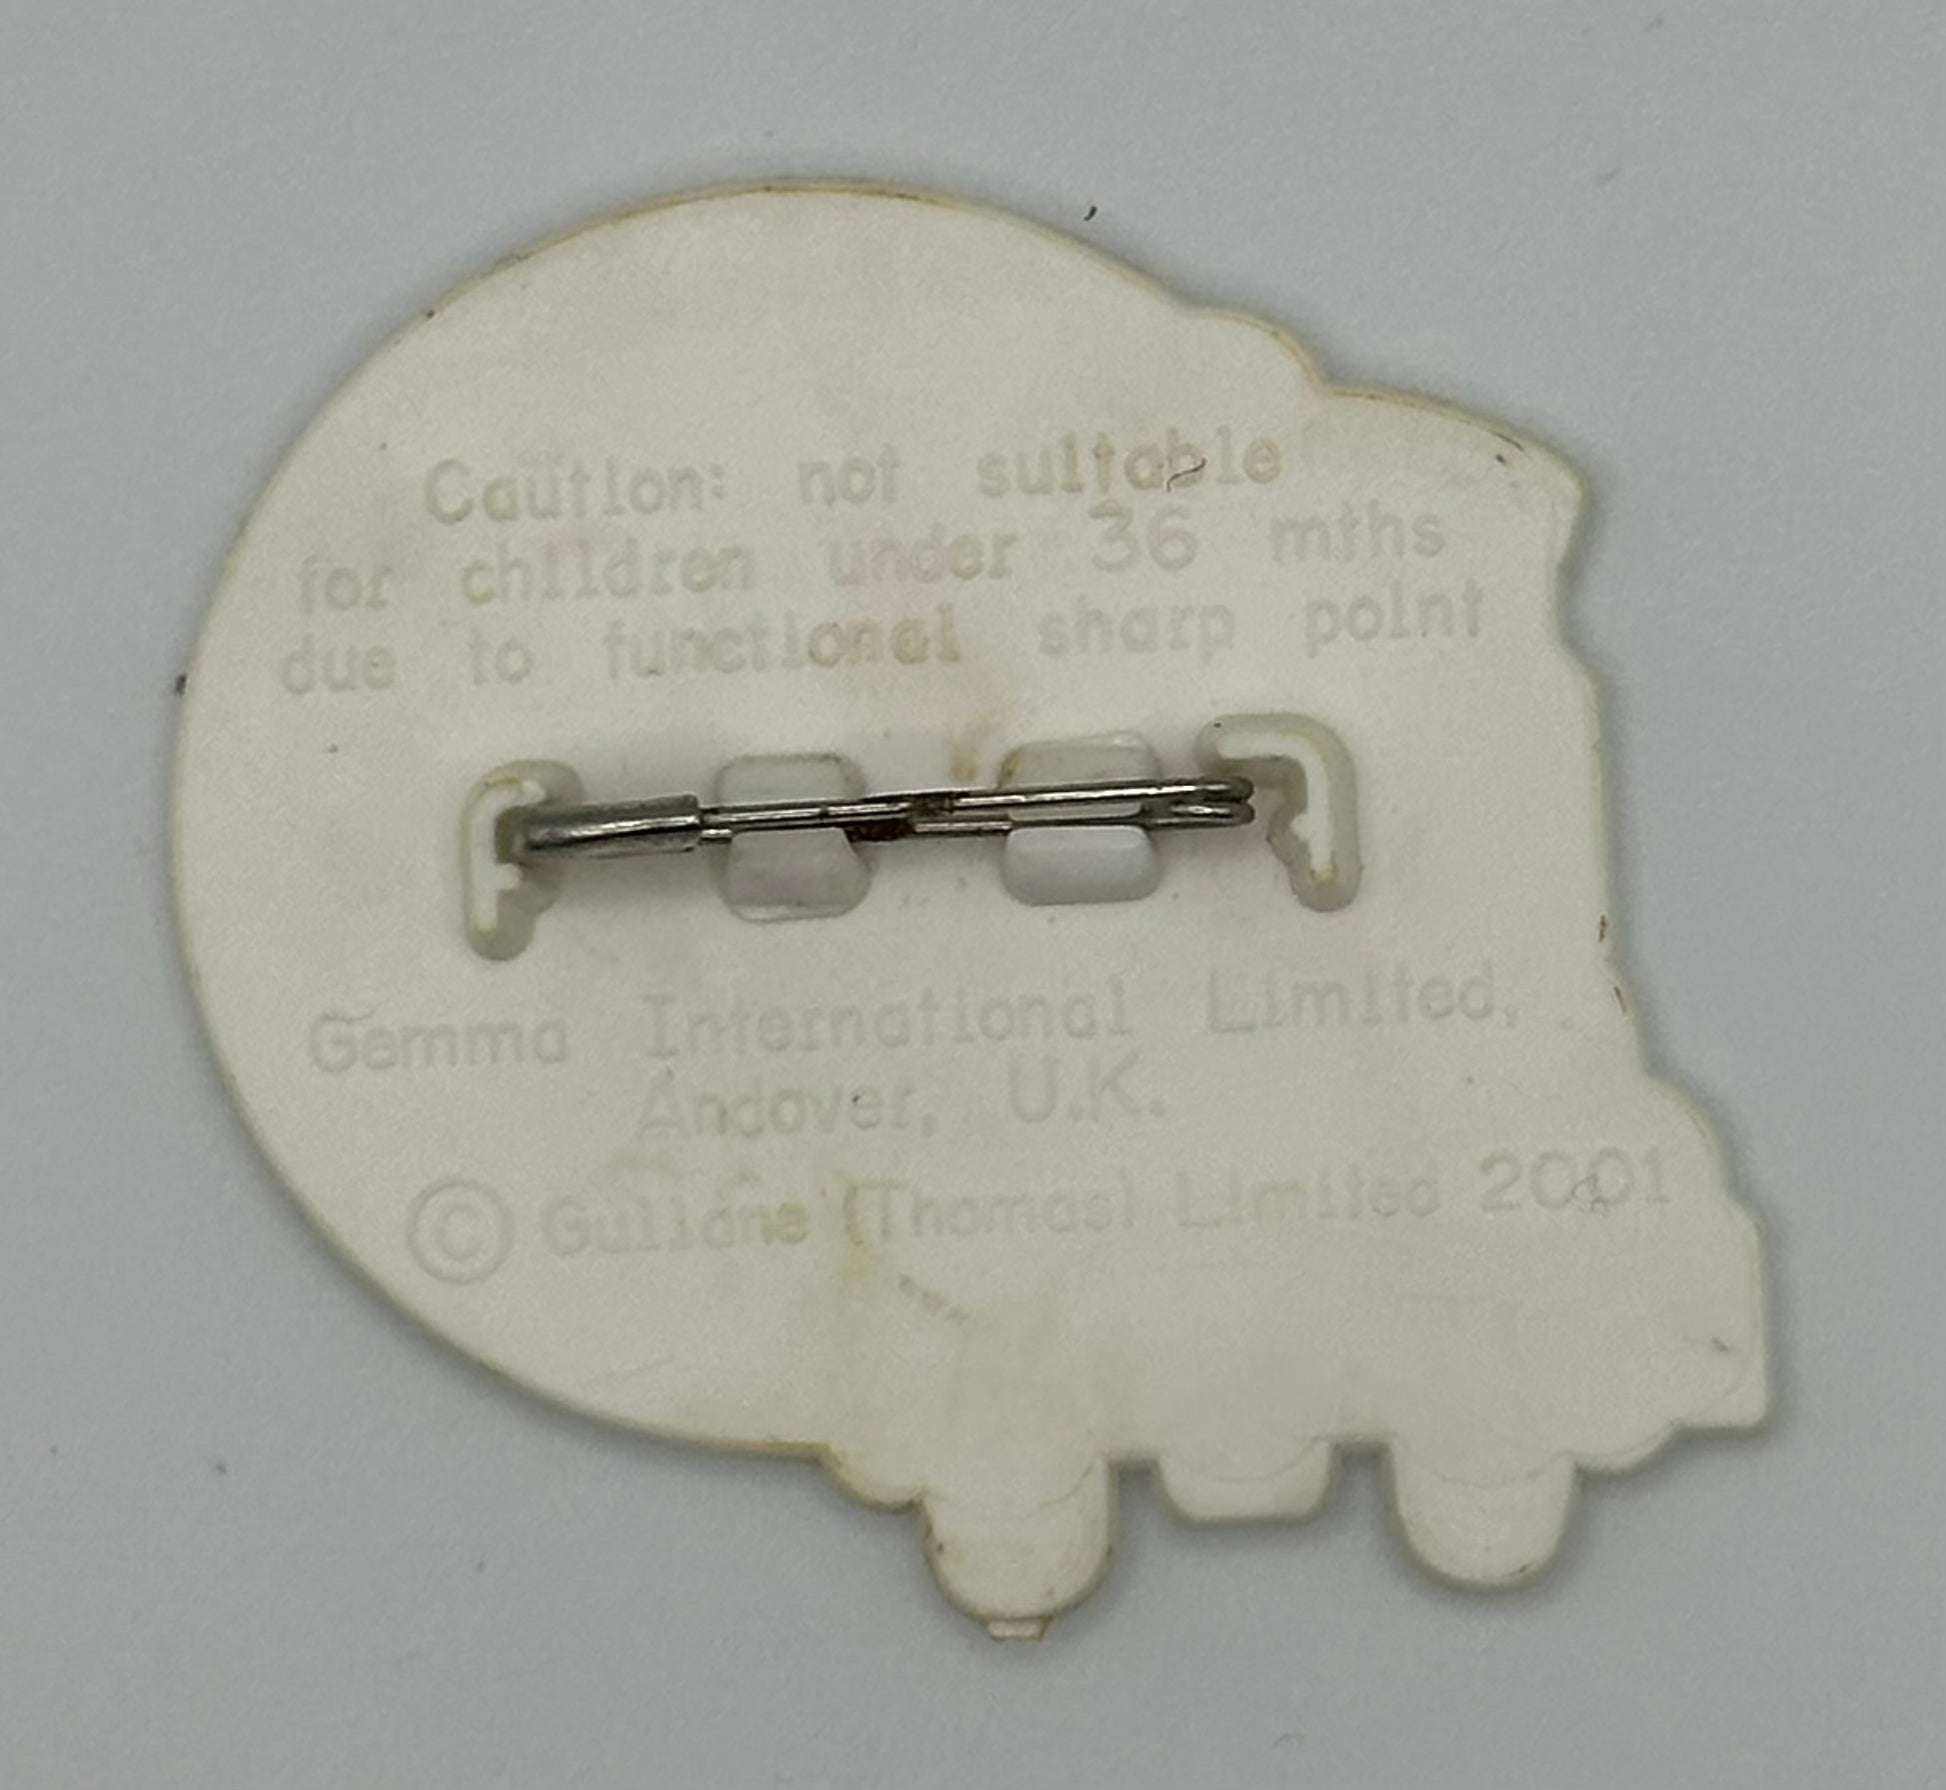 Caution: not suitable
for children under 36 mths
due to functional sharp point
Gemma International Limited,
Andover, U.K.
© Gullane (Thomas) Limited 2001